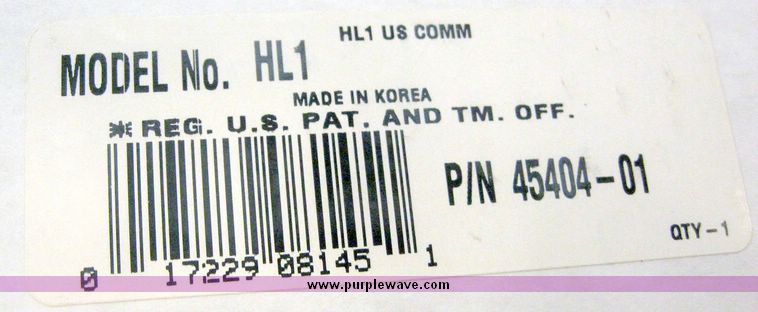 HL1 US COMM
MODEL No. HL1
MADE IN KOREA
REG. U.S. PAT. AND TM. OFF.
P/N 45404-01
QTY-1
0 17229 08145 1
www.purplewave.com